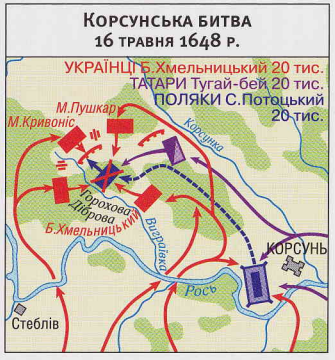 КОРСУНСЬКА БИТВА
16 ТРАВНЯ 1648 Р.
УКРАЇНЦІ Б.Хмельницький 20 тис.
ТАТАРИ Тугай-бей 20 тис.
ПОЛЯКИ С.Потоцький
20 тис.
М.Пушкар
М.Кривоніс
Корсунка
Горохова
Діброва
Б.Хмельницький
Виграївка
КОРСУНЬ
Рось
Стеблів